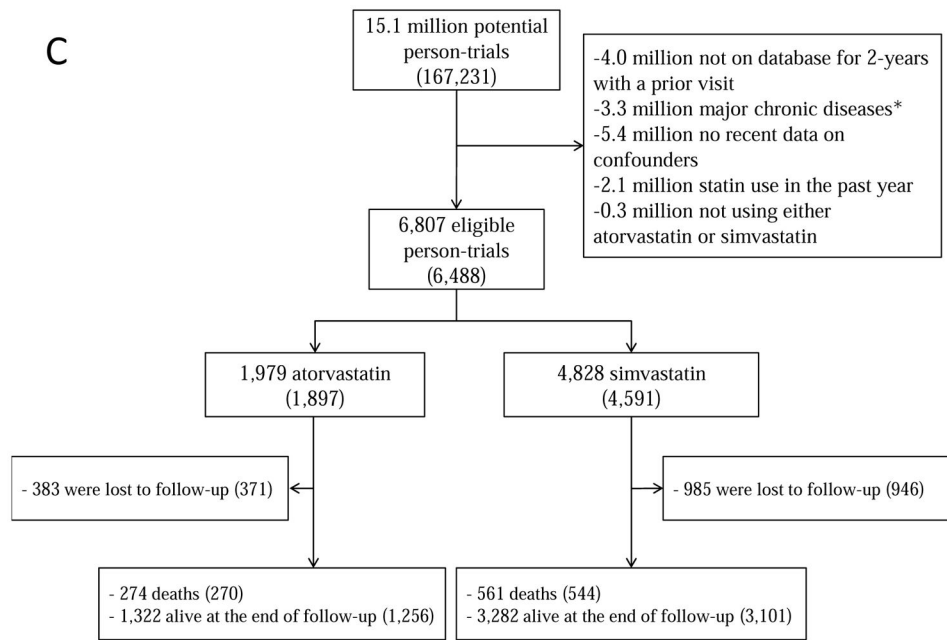 C
15.1 million potential
person-trials
(167,231)
-4.0 million not on database for 2-years
with a prior visit
-3.3 million major chronic diseases*
-5.4 million no recent data on
confounders
-2.1 million statin use in the past year
-0.3 million not using either
atorvastatin or simvastatin
6,807 eligible
person-trials
(6,488)
1,979 atorvastatin
(1,897)
4,828 simvastatin
(4,591)
- 383 were lost to follow-up (371)
- 985 were lost to follow-up (946)
- 274 deaths (270)
- 1,322 alive at the end of follow-up (1,256)
- 561 deaths (544)
- 3,282 alive at the end of follow-up (3,101)